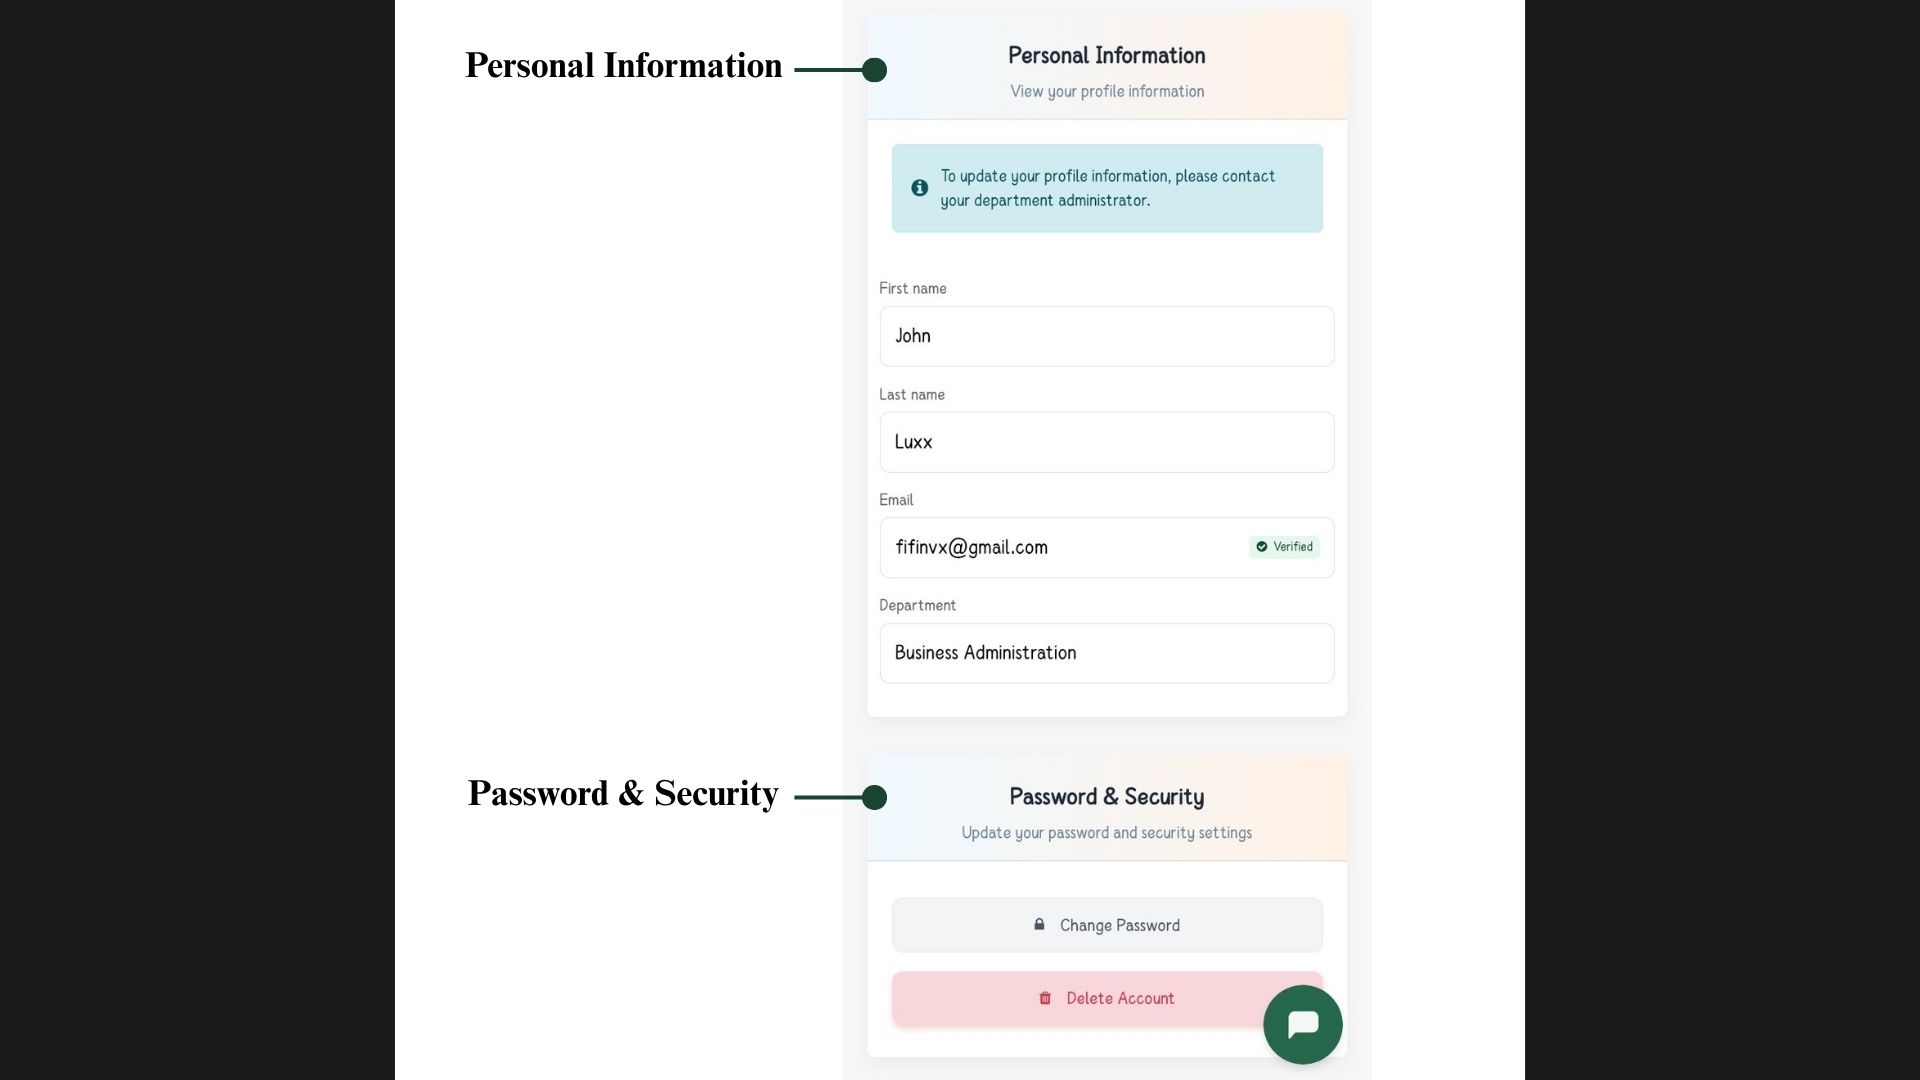 Personal Information
Personal Information
View your profile information
To update your profile information, please contact
your department administrator.
First name
John
Last name
Luxx
Email
fifinvx@gmail.com
Verified
Department
Business Administration
Password & Security
Password & Security
Update your password and security settings
Change Password
Delete Account